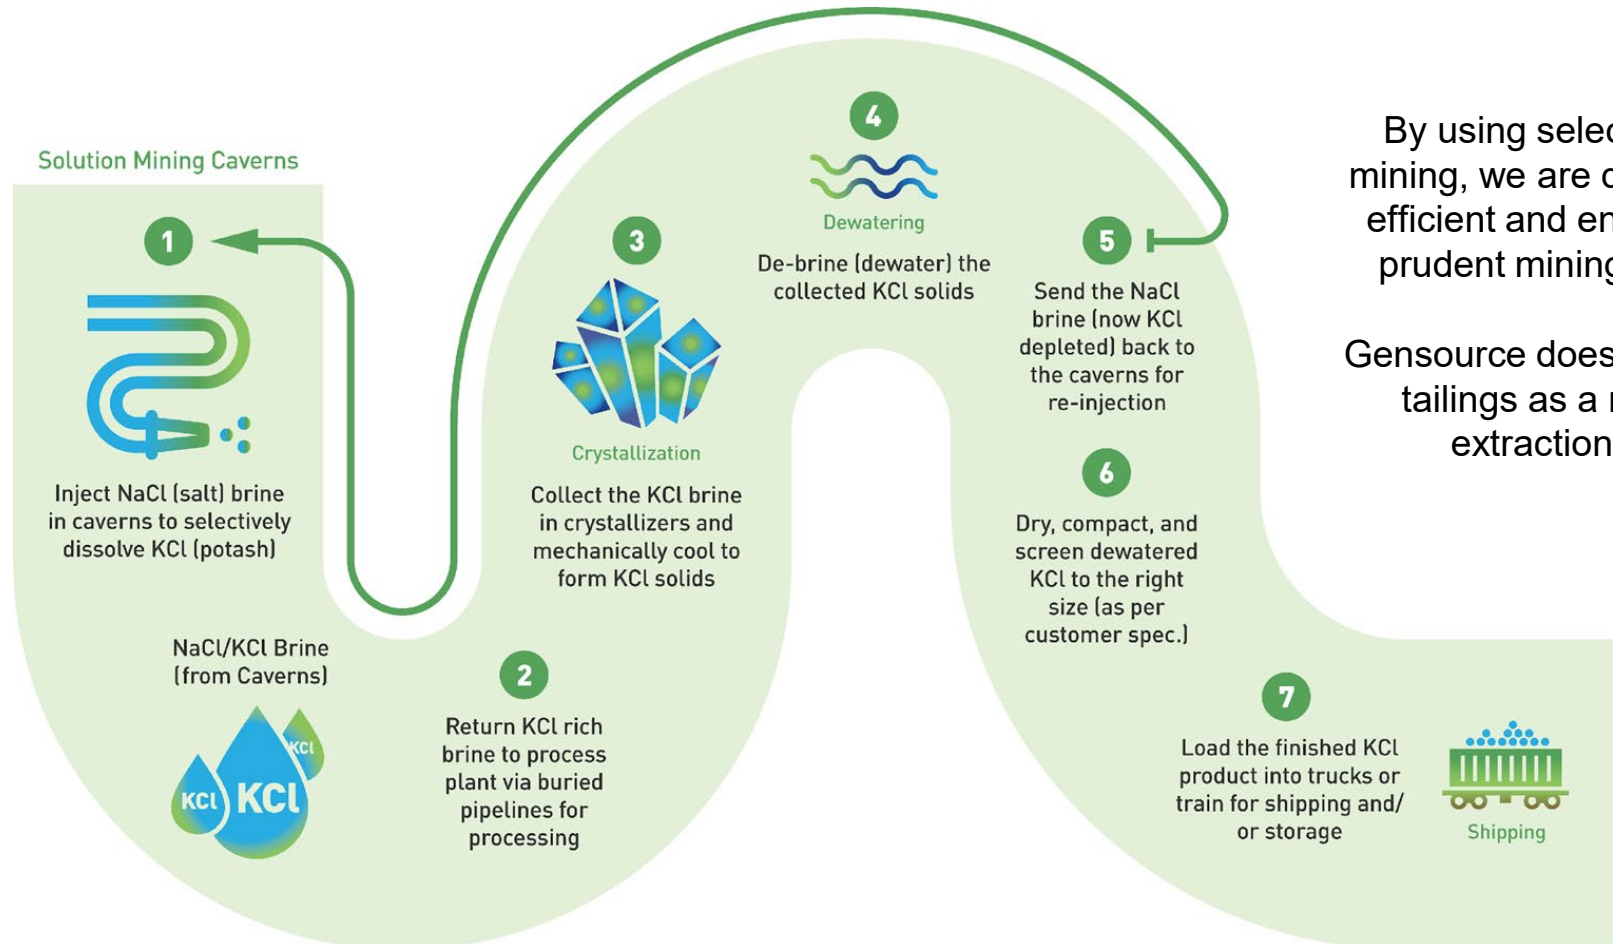 Solution Mining Caverns
1
Inject NaCl (salt) brine
in caverns to selectively
dissolve KCl (potash)
NaCl/KCl Brine
(from Caverns)
KCl
KCl
KCl
2
Return KCl rich
brine to process
plant via buried
pipelines for
processing
3
Crystallization
Collect the KCl brine
in crystallizers and
mechanically cool to
form KCl solids
4
Dewatering
De-brine (dewater) the
collected KCl solids
5
Send the NaCl
brine (now KCl
depleted) back to
the caverns for
re-injection
6
Dry, compact, and
screen dewatered
KCl to the right
size (as per
customer spec.)
7
Load the finished KCl
product into trucks or
train for shipping and/
or storage
Shipping
By using
mining, we are
efficient and
prudent mining
Gensource
tailings as a
extraction